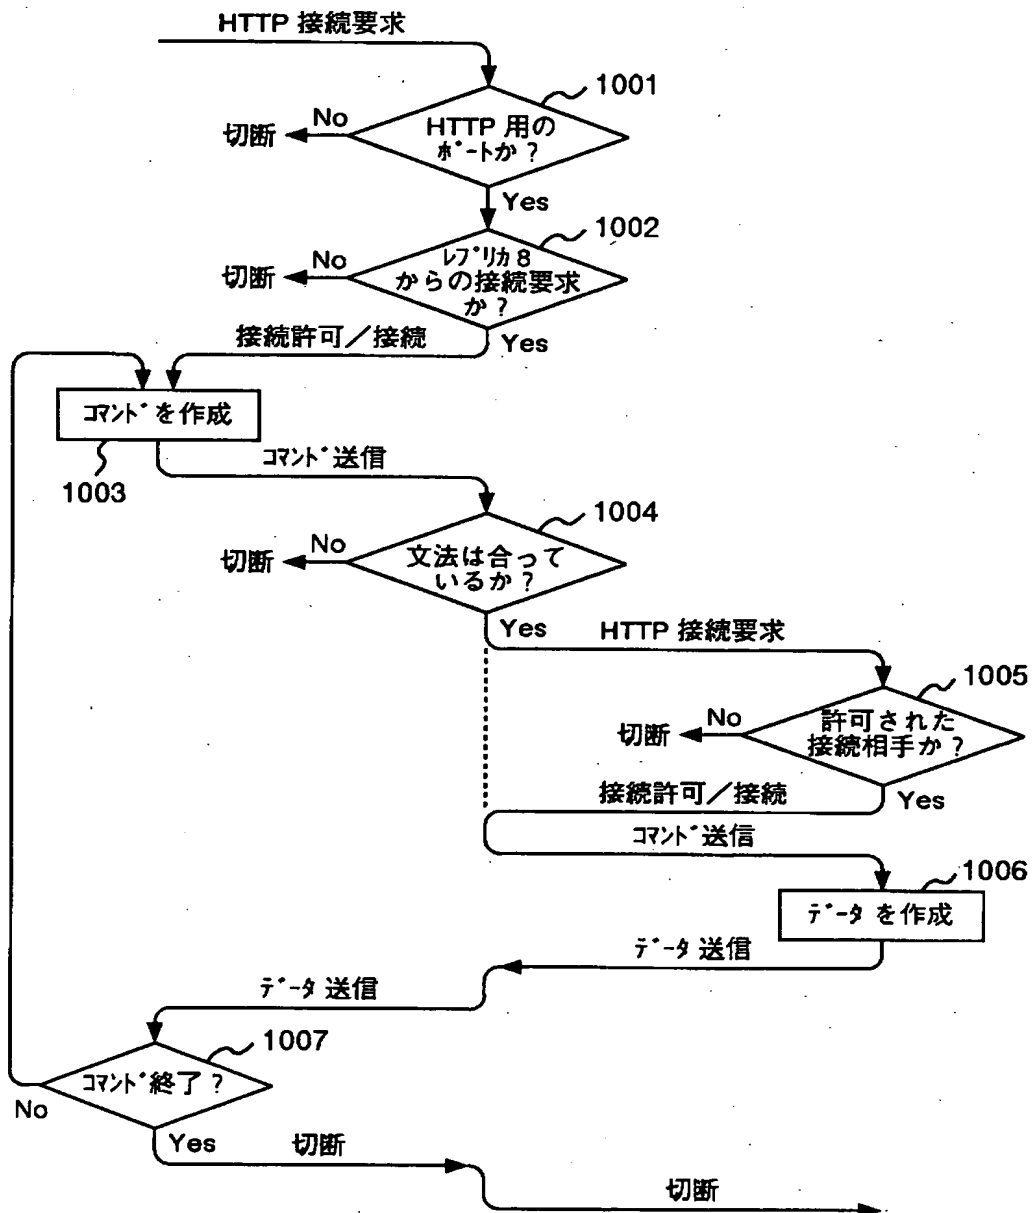 HTTP 接続要求
1001
HTTP 用の
ポートか?
No
切断
Yes
1002
レプリカ 8
からの接続要求
か?
No
切断
接続許可/接続
Yes
コマンドを作成
1003
コマンド送信
1004
文法は合って
いるか?
No
切断
Yes
HTTP 接続要求
1005
許可された
接続相手か?
No
切断
接続許可/接続
Yes
コマンド送信
1006
データを作成
データ送信
データ送信
1007
コマンド終了?
No
Yes
切断
切断